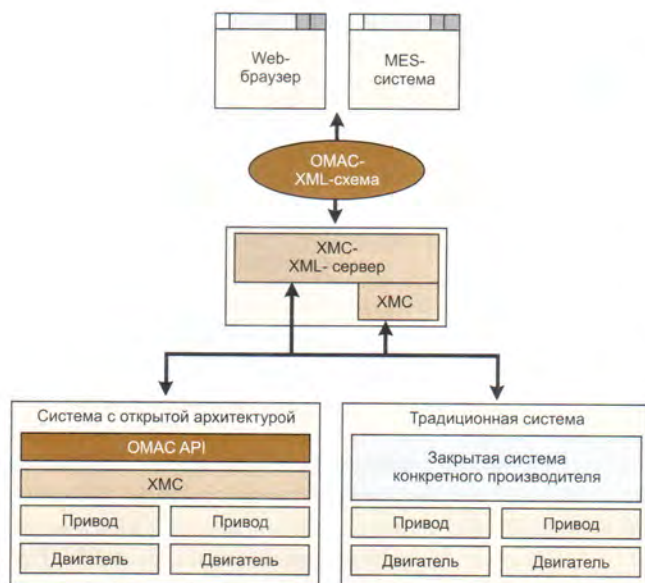 Web-
браузер
MES-
система
OMAC-
XML-схема
XMC-
XML- сервер
XMC
Система с открытой архитектурой
OMAC API
XMC
Привод
Привод
Двигатель
Двигатель
Традиционная система
Закрытая система
конкретного производителя
Привод
Привод
Двигатель
Двигатель